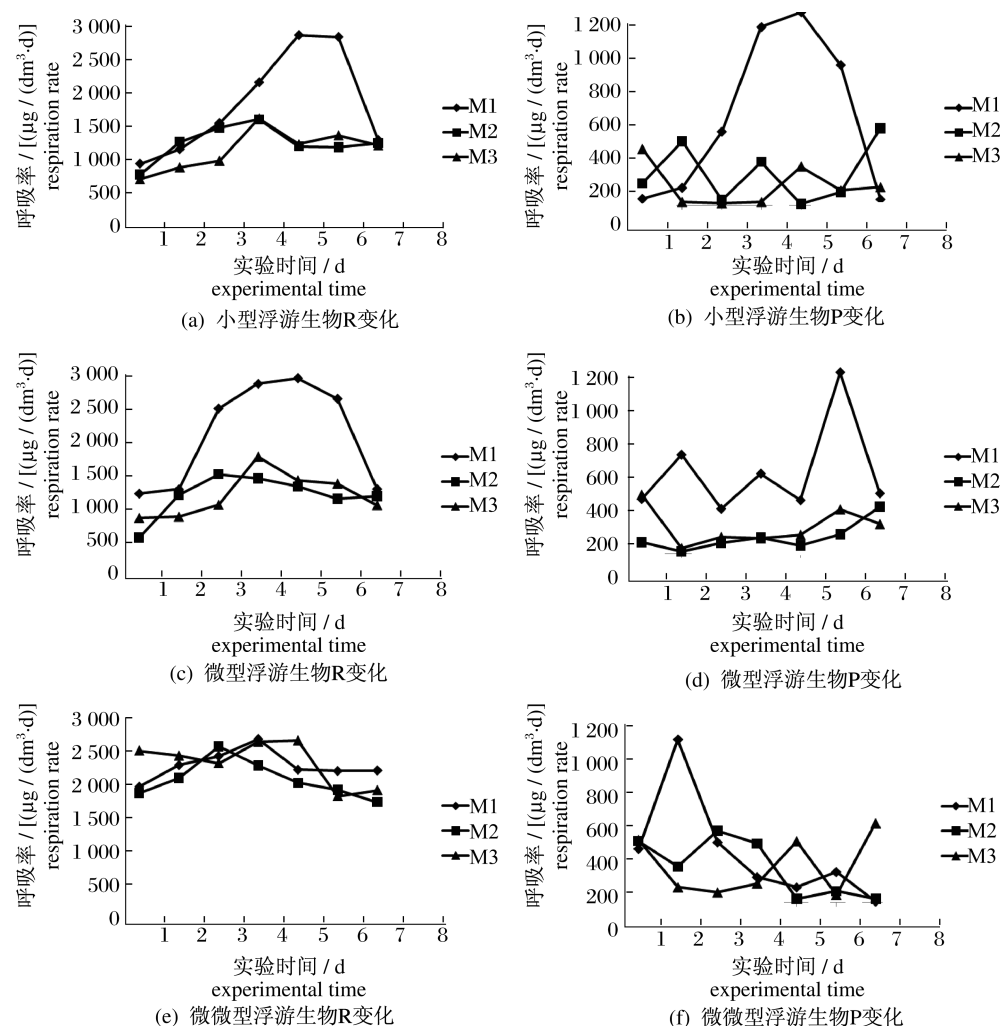 呼吸率 / [(μg / (dm³·d)]
respiration rate
3 000
2 500
2 000
1 500
1 000
500
0
1 2 3 4 5 6 7 8
M1
M2
M3
实验时间 / d
experimental time
(a) 小型浮游生物R变化
呼吸率 / [(μg / (dm³·d)]
respiration rate
1 200
1 000
800
600
400
200
0
1 2 3 4 5 6 7 8
M1
M2
M3
实验时间 / d
experimental time
(b) 小型浮游生物P变化
呼吸率 / [(μg / (dm³·d)]
respiration rate
3 000
2 500
2 000
1 500
1 000
500
0
1 2 3 4 5 6 7 8
M1
M2
M3
实验时间 / d
experimental time
(c) 微型浮游生物R变化
呼吸率 / [(μg / (dm³·d)]
respiration rate
1 200
1 000
800
600
400
200
0
1 2 3 4 5 6 7 8
M1
M2
M3
实验时间 / d
experimental time
(d) 微型浮游生物P变化
呼吸率 / [(μg / (dm³·d)]
respiration rate
3 000
2 500
2 000
1 500
1 000
500
0
1 2 3 4 5 6 7 8
M1
M2
M3
实验时间 / d
experimental time
(e) 微微型浮游生物R变化
呼吸率 / [(μg / (dm³·d)]
respiration rate
1 200
1 000
800
600
400
200
0
1 2 3 4 5 6 7 8
M1
M2
M3
实验时间 / d
experimental time
(f) 微微型浮游生物P变化